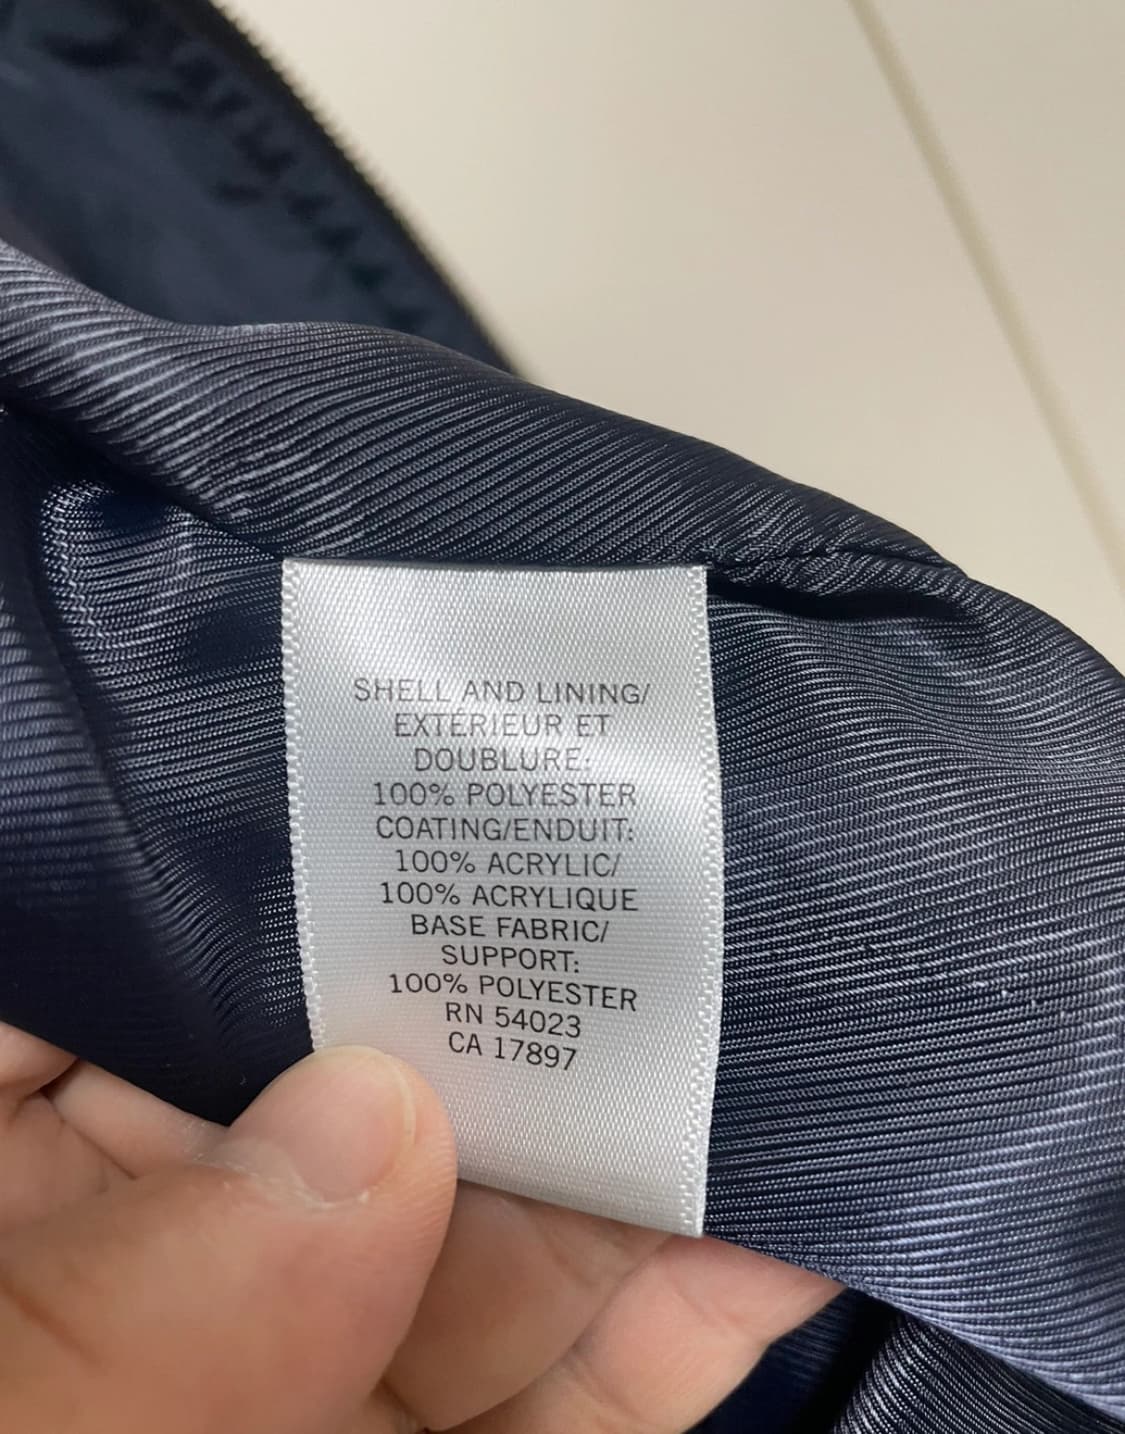 SHELL AND LINING/
EXTÉRIEUR ET
DOUBLURE:
100% POLYESTER
COATING/ENDUIT:
100% ACRYLIC/
100% ACRYLIQUE
BASE FABRIC/
SUPPORT:
100% POLYESTER
RN 54023
CA 17897